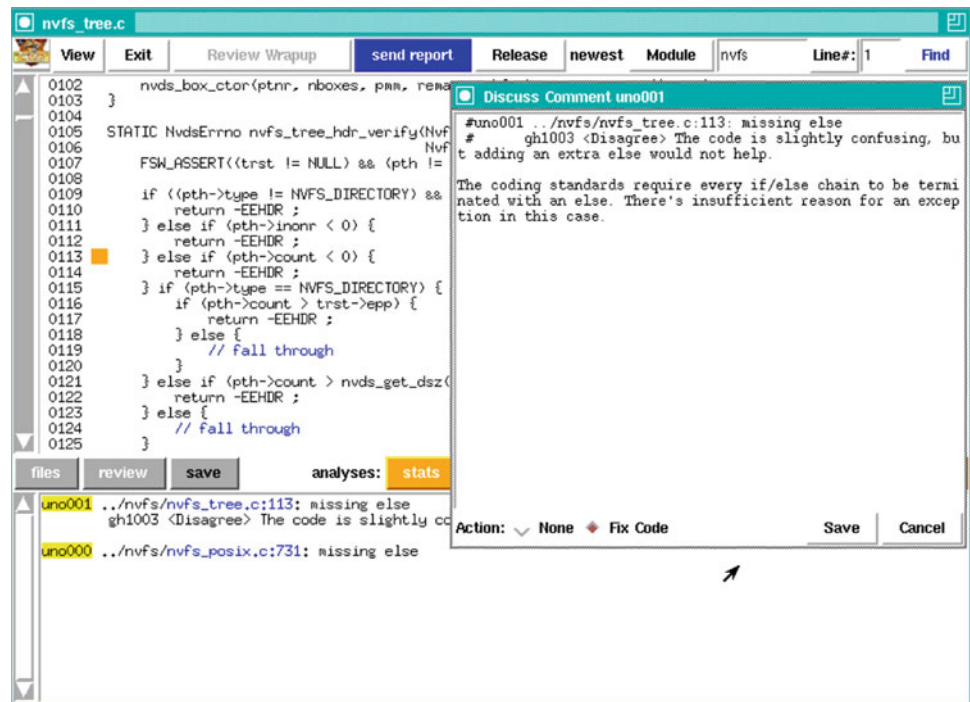 nvfs_tree.c
View Exit Review Wrapup send report Release newest Module nvfs Line#: 1 Find
0102 nvds_box_ctor(ptnr, nboxes, pmm, rema
0103 }
0104
0105 STATIC NvdsErrno nvfs_tree_hdr_verify(Nvf
0106 Nvf
0107 FSW_ASSERT((trst != NULL) && (pth !=
0108
0109 if ((pth->type != NVFS_DIRECTORY) &&
0110 return -EEHDR ;
0111 } else if (pth->inonr < 0) {
0112 return -EEHDR ;
0113 } else if (pth->count < 0) {
0114 return -EEHDR ;
0115 } if (pth->type == NVFS_DIRECTORY) {
0116 if (pth->count > trst->epp) {
0117 return -EEHDR ;
0118 } else {
0119 // fall through
0120 }
0121 } else if (pth->count > nvds_get_dsz(
0122 return -EEHDR ;
0123 } else {
0124 // fall through
0125 }
Discuss Comment uno001
#uno001 ../nvfs/nvfs_tree.c:113: missing else
# gh1003 <Disagree> The code is slightly confusing, bu
t adding an extra else would not help.
The coding standards require every if/else chain to be termi
nated with an else. There's insufficient reason for an excep
tion in this case.
Action: None Fix Code Save Cancel
files review save analyses: stats
uno001 ../nvfs/nvfs_tree.c:113: missing else
gh1003 <Disagree> The code is slightly co
uno000 ../nvfs/nvfs_posix.c:731: missing else